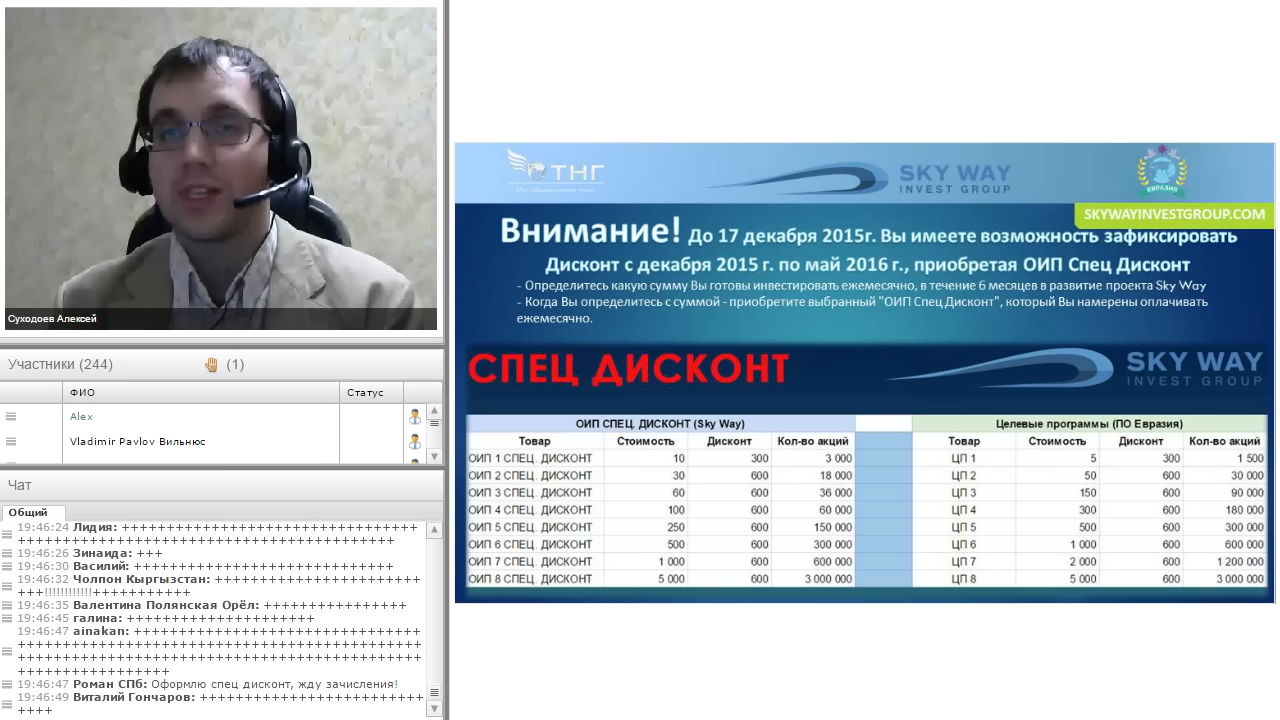 Суходоев Алексей
Участники (244)
(1)
ФИО Статус
Alex
Vladimir Pavlov Вильнюс
Чат
Общий
19:46:24 Лидия: ++++++++++++++++++++++++++++++++++
+++++++++++++++++++++++++++++++++++++++++++
19:46:26 Зинаида: +++
19:46:30 Василий: +++++++++++++++++++++++++++++
19:46:32 Чолпон Кыргызстан: ++++++++++++++++++++++++
+++!!!!!!!!!!!!+++++++++++
19:46:35 Валентина Полянская Орёл: ++++++++++++++++
19:46:45 галина: +++++++++++++++++++++
19:46:47 ainakan: +++++++++++++++++++++++++++++++++
++++++++++++++++++++++++++++++++++++++++++++++
++++++++++++++++++++++++++++++++++++++++++++++
+++++++++++++++++
19:46:47 Роман СПб: Оформлю спец дисконт, жду зачисления!
19:46:49 Виталий Гончаров: ++++++++++++++++++++++++++
++++
ТНГ
SKY WAY
INVEST GROUP
ЕВРАЗИЯ
SKYWAYINVESTGROUP.COM
Внимание! До 17 декабря 2015г. Вы имеете возможность зафиксировать
Дисконт с декабря 2015 г. по май 2016 г., приобретая ОИП Спец Дисконт
- Определитесь какую сумму Вы готовы инвестировать ежемесячно, в течение 6 месяцев в развитие проекта Sky Way
- Когда Вы определитесь с суммой - приобретите выбранный "ОИП Спец Дисконт", который Вы намерены оплачивать
ежемесячно.
СПЕЦ ДИСКОНТ
SKY WAY
INVEST GROUP
ОИП СПЕЦ. ДИСКОНТ (Sky Way) Целевые программы (ПО Евразия)
Товар Стоимость Дисконт Кол-во акций Товар Стоимость Дисконт Кол-во акций
ОИП 1 СПЕЦ. ДИСКОНТ 10 300 3 000 ЦП 1 5 300 1 500
ОИП 2 СПЕЦ. ДИСКОНТ 30 600 18 000 ЦП 2 50 600 30 000
ОИП 3 СПЕЦ. ДИСКОНТ 60 600 36 000 ЦП 3 150 600 90 000
ОИП 4 СПЕЦ. ДИСКОНТ 100 600 60 000 ЦП 4 300 600 180 000
ОИП 5 СПЕЦ. ДИСКОНТ 250 600 150 000 ЦП 5 500 600 300 000
ОИП 6 СПЕЦ. ДИСКОНТ 500 600 300 000 ЦП 6 1 000 600 600 000
ОИП 7 СПЕЦ. ДИСКОНТ 1 000 600 600 000 ЦП 7 2 000 600 1 200 000
ОИП 8 СПЕЦ. ДИСКОНТ 5 000 600 3 000 000 ЦП 8 5 000 600 3 000 000